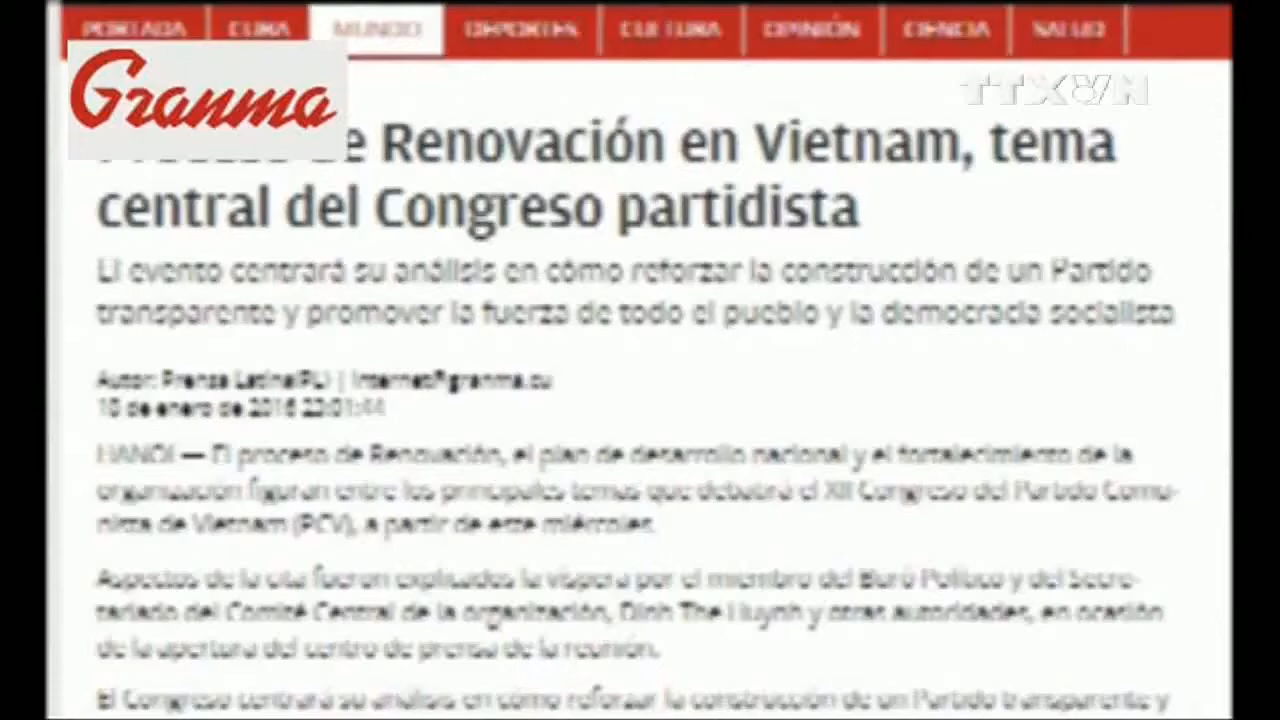 PORTADA CUBA MUNDO DEPORTES CULTURA OPINIÓN CIENCIA SALUD
Granma
TTXVN
de Renovación en Vietnam, tema
central del Congreso partidista
El evento centrará su análisis en cómo reforzar la construcción de un Partido
transparente y promover la fuerza de todo el pueblo y la democracia socialista
Autor: Prensa Latina(PL) | internet@granma.cu
de enero de 2016 22:01:44
HANOI — El proceso de Renovación, el plan de desarrollo nacional y el fortalecimiento de la
organización figuran entre los principales temas que debatirá el XII Congreso del Partido Comu-
nista de Vietnam (PCV), a partir de este miércoles.
Aspectos de la cita fueron explicados la víspera por el miembro del Buró Político y del Secre-
tariado del Comité Central de la organización, Dinh The Huynh y otras autoridades, en ocasión
de la apertura del centro de prensa de la reunión.
El Congreso centrará su análisis en cómo reforzar la construcción de un Partido transparente y